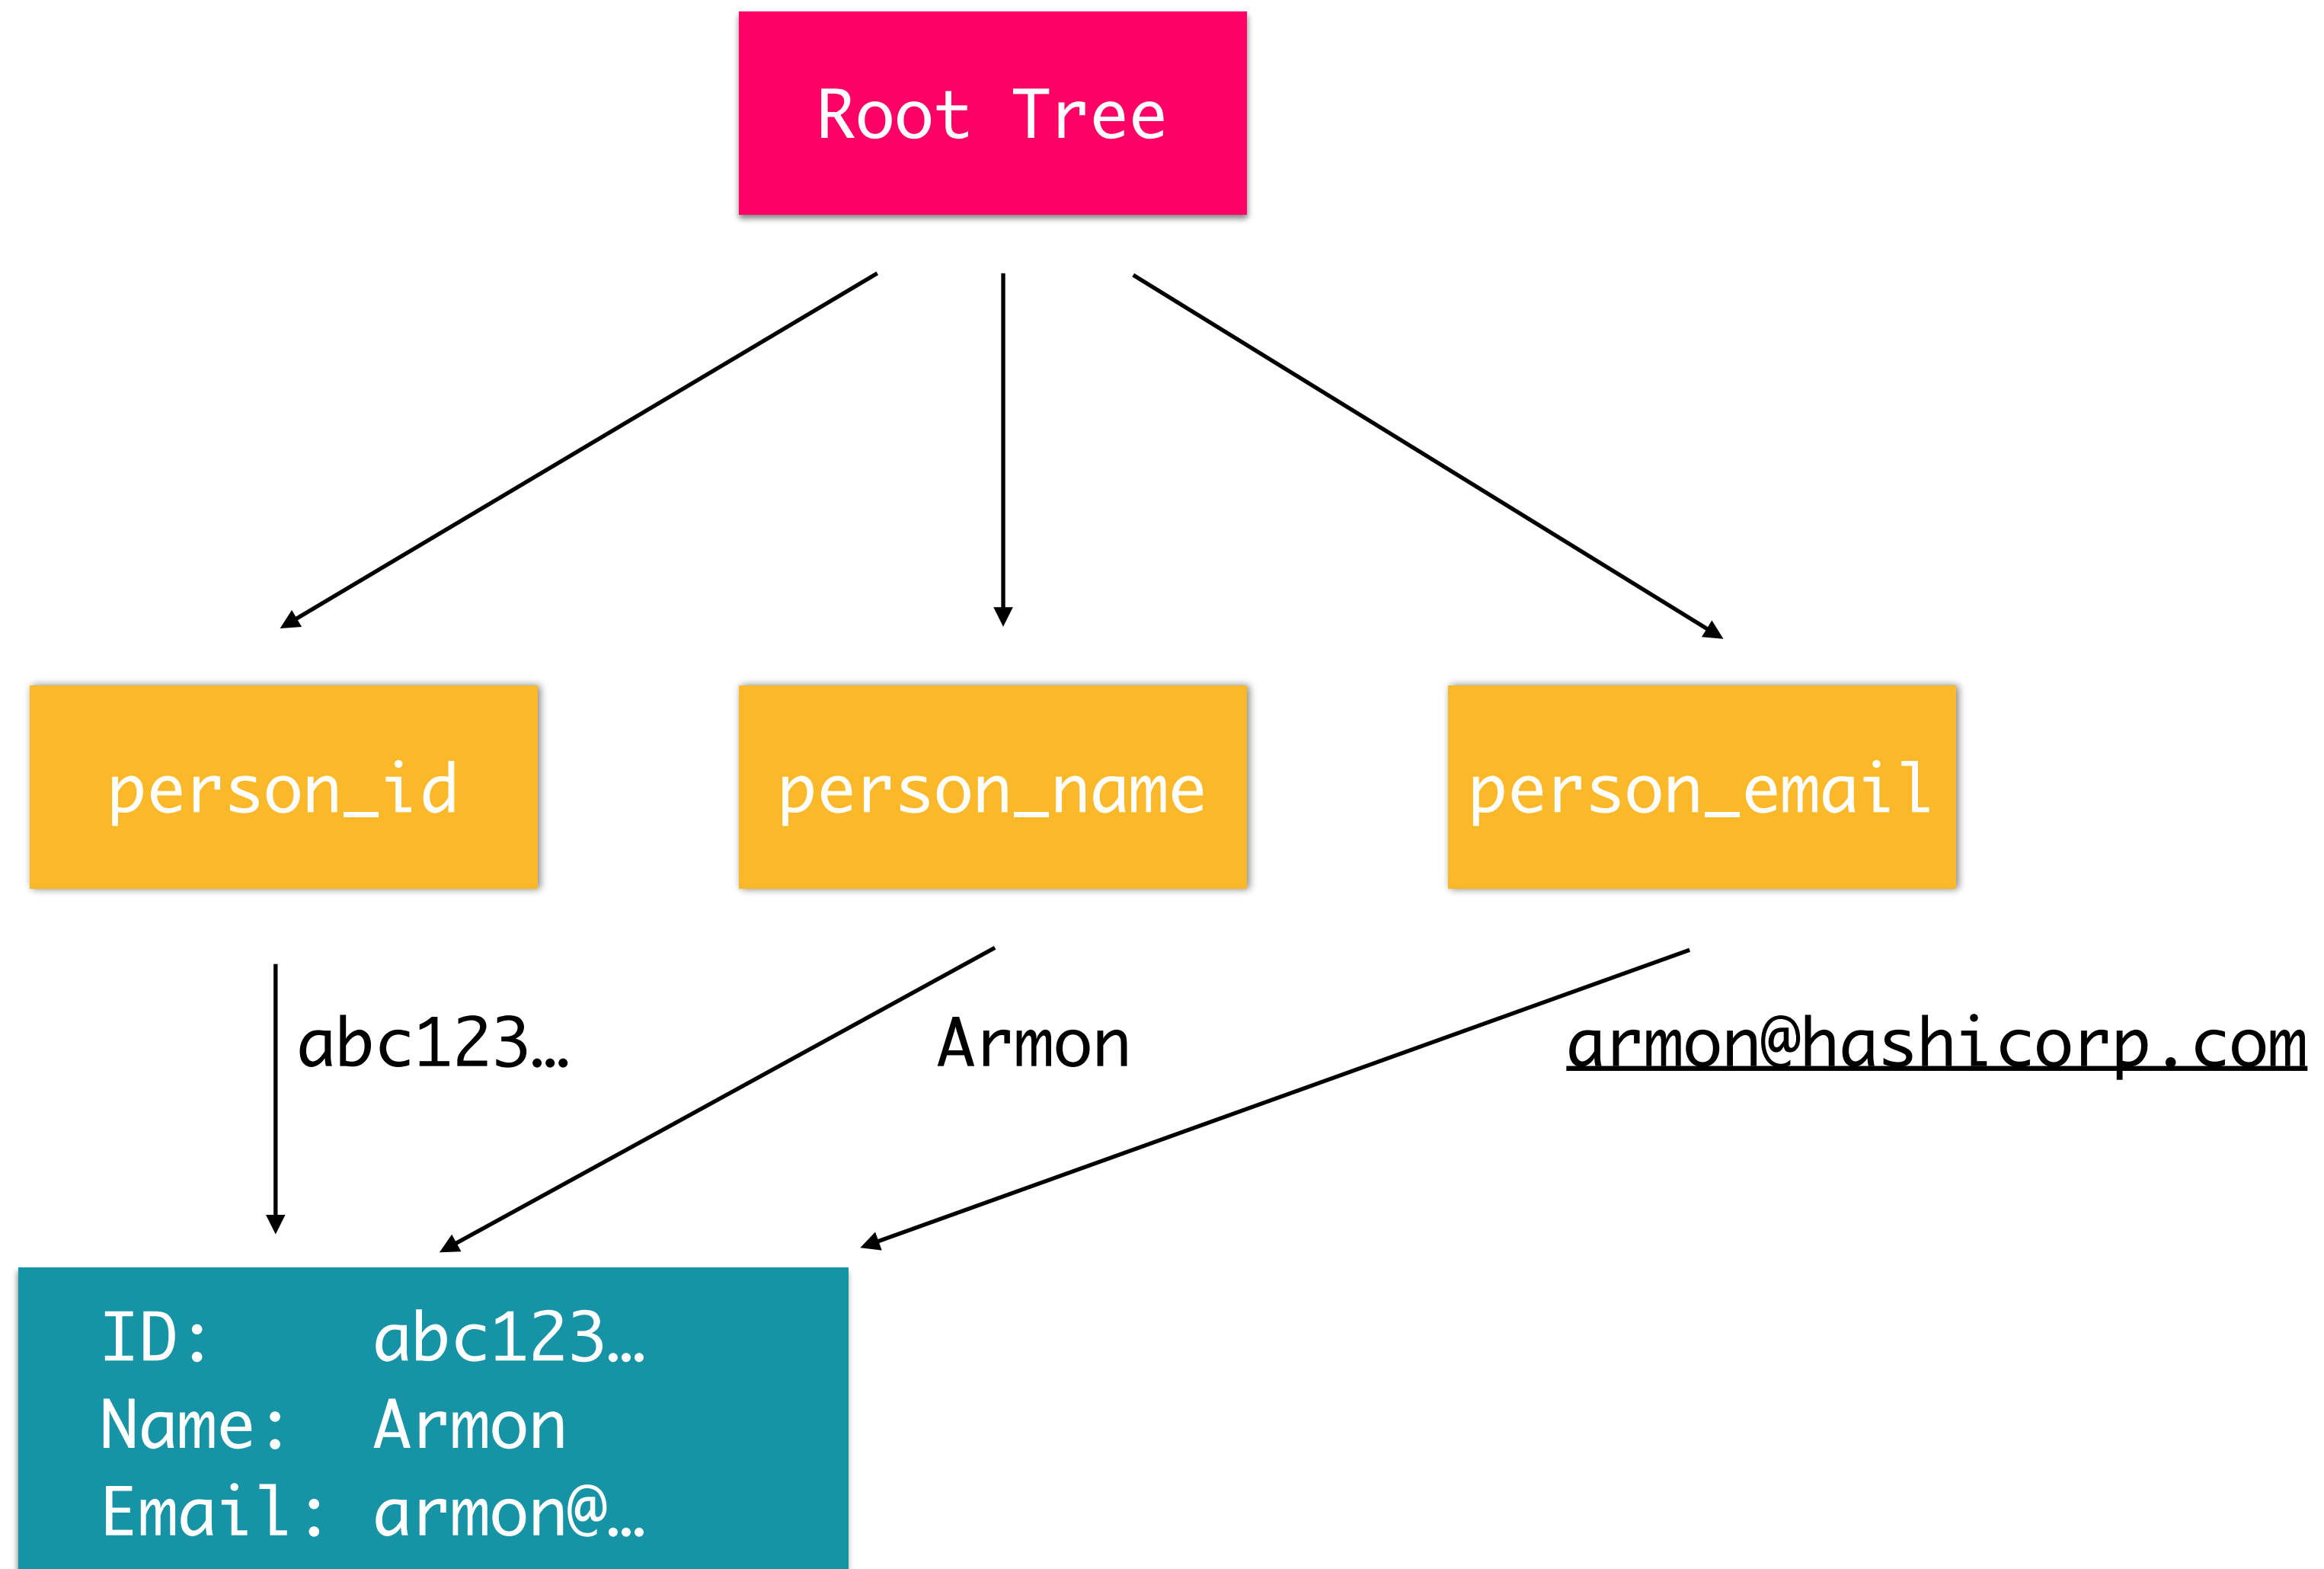 Root Tree
person_id
person_name
person_email
abc123…
Armon
armon@hashicorp.com
ID: abc123…
Name: Armon
Email: armon@…